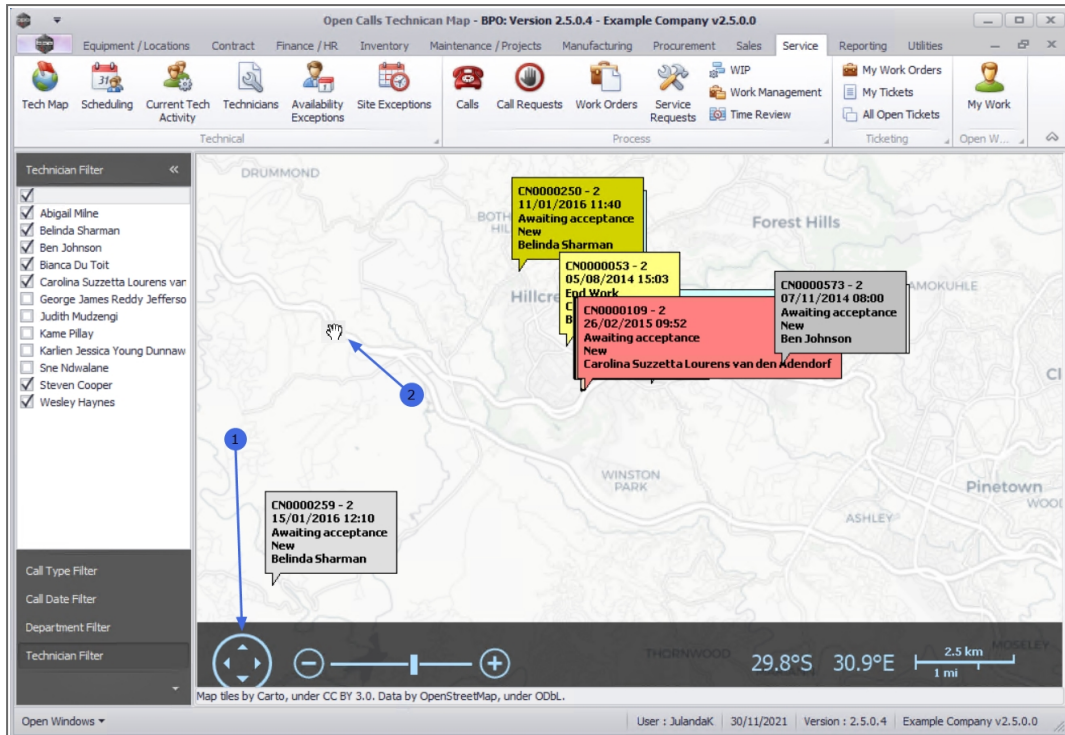 Open Calls Technican Map - BPO: Version 2.5.0.4 - Example Company v2.5.0.0
Equipment / Locations Contract Finance / HR Inventory Maintenance / Projects Manufacturing Procurement Sales Service Reporting Utilities
Tech Map
Scheduling
Current Tech
Activity
Technicians
Availability
Exceptions
Site Exceptions
Technical
Calls
Call Requests
Work Orders
Service
Requests
WIP
Work Management
Time Review
Process
My Work Orders
My Tickets
All Open Tickets
Ticketing
My Work
Open W...
Technician Filter
Abigail Milne
Belinda Sharman
Ben Johnson
Bianca Du Toit
Carolina Suzzetta Lourens van
George James Reddy Jefferso
Judith Mudzengi
Kame Pillay
Karlien Jessica Young Dunnaw
Sne Ndwalane
Steven Cooper
Wesley Haynes
Call Type Filter
Call Date Filter
Department Filter
Technician Filter
DRUMMOND
BOTH
HIL
Forest Hills
Hillcre
AMOKUHLE
Cl
WINSTON
PARK
Pinetown
WOOD
ASHLEY
THORNWOOD
MOSELEY
CN0000250 - 2
11/01/2016 11:40
Awaiting acceptance
New
Belinda Sharman
CN0000053 - 2
05/08/2014 15:03
End Work
C
B
CN0000109 - 2
26/02/2015 09:52
Awaiting acceptance
New
Carolina Suzzetta Lourens van den Adendorf
CN0000573 - 2
07/11/2014 08:00
Awaiting acceptance
New
Ben Johnson
2
1
CN0000259 - 2
15/01/2016 12:10
Awaiting acceptance
New
Belinda Sharman
29.8°S 30.9°E
2.5 km
1 mi
Map tiles by Carto, under CC BY 3.0. Data by OpenStreetMap, under ODbL.
Open Windows
User : JulandaK 30/11/2021 Version : 2.5.0.4 Example Company v2.5.0.0